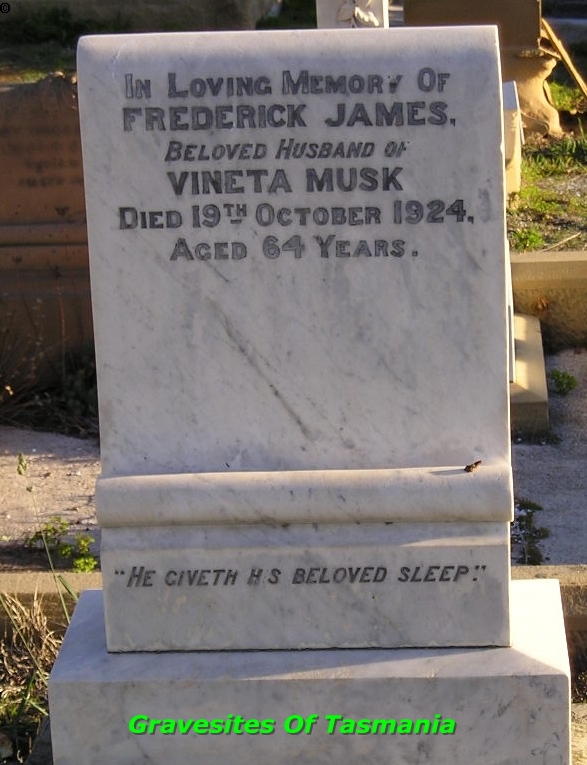 ©
IN LOVING MEMORY OF
FREDERICK JAMES,
BELOVED HUSBAND OF
VINETA MUSK
DIED 19TH OCTOBER 1924,
AGED 64 YEARS.
"HE GIVETH HIS BELOVED SLEEP."
Gravesites Of Tasmania